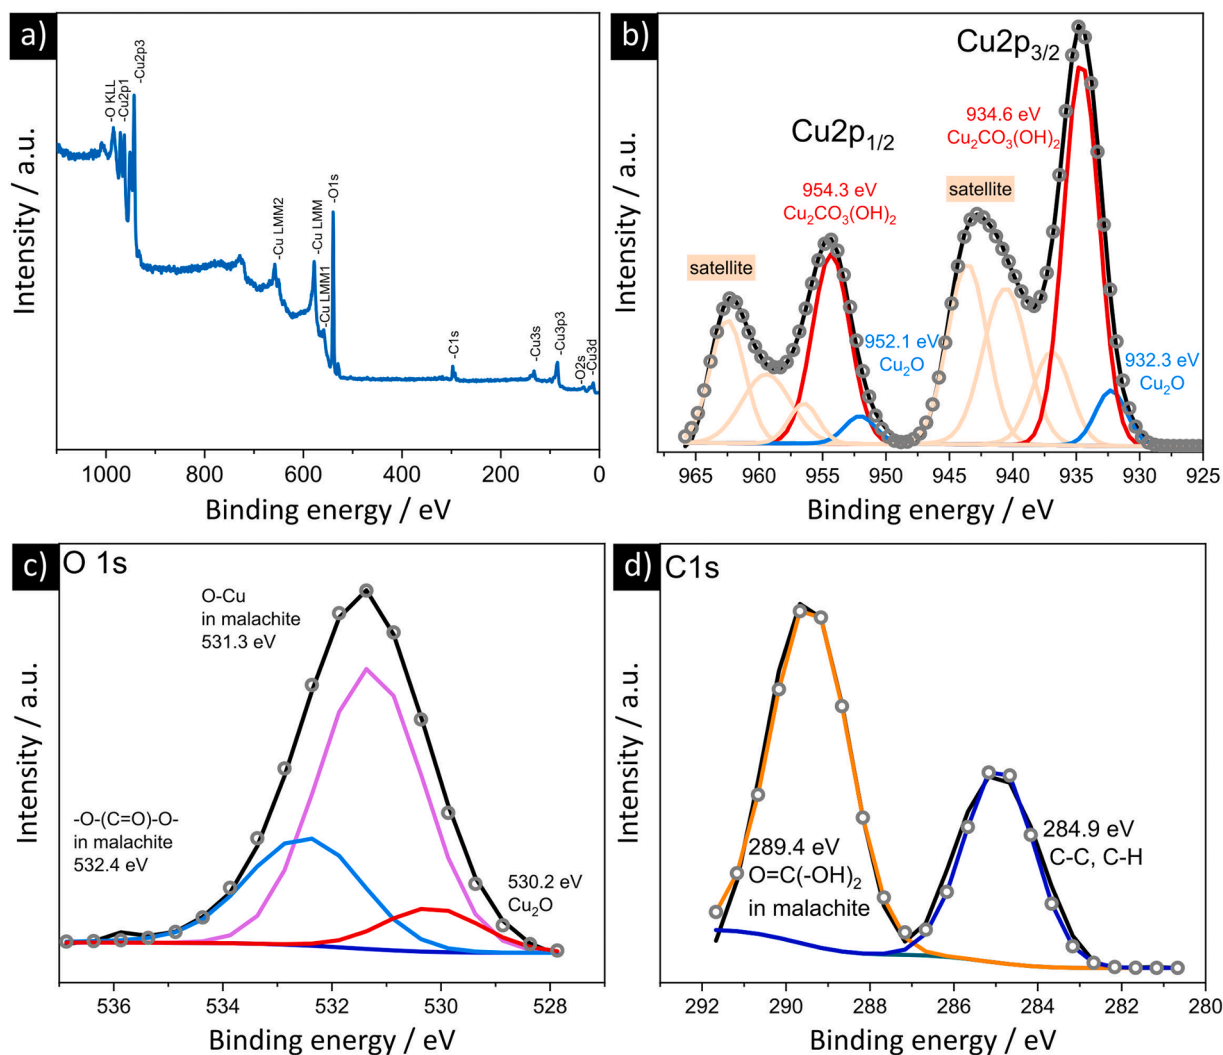 a)
-O KLL
-Cu2p1
-Cu2p3
-Cu LMM2
-Cu LMM
-Cu LMM1
-O1s
-C1s
-Cu3s
-Cu3p3
-O2s
-Cu3d
Intensity / a.u.
1000 800 600 400 200 0
Binding energy / eV
b)
Cu2p3/2
934.6 eV
Cu2CO3(OH)2
Cu2p1/2
954.3 eV
Cu2CO3(OH)2
satellite
satellite
952.1 eV
Cu2O
932.3 eV
Cu2O
Intensity / a.u.
965 960 955 950 945 940 935 930 925
Binding energy / eV
c)
O 1s
O-Cu
in malachite
531.3 eV
-O-(C=O)-O-
in malachite
532.4 eV
530.2 eV
Cu2O
Intensity / a.u.
536 534 532 530 528
Binding energy / eV
d)
C1s
289.4 eV
O=C(-OH)2
in malachite
284.9 eV
C-C, C-H
Intensity / a.u.
292 290 288 286 284 282 280
Binding energy / eV